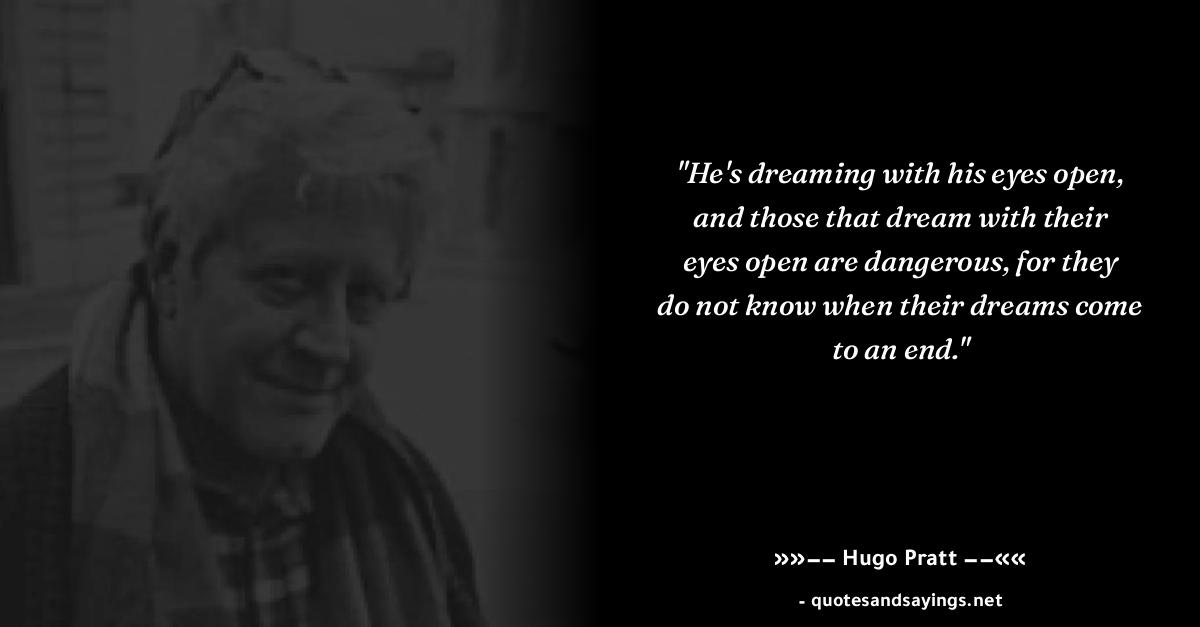 "He's dreaming with his eyes open,
and those that dream with their
eyes open are dangerous, for they
do not know when their dreams come
to an end."
»»−− Hugo Pratt −−««
- quotesandsayings.net